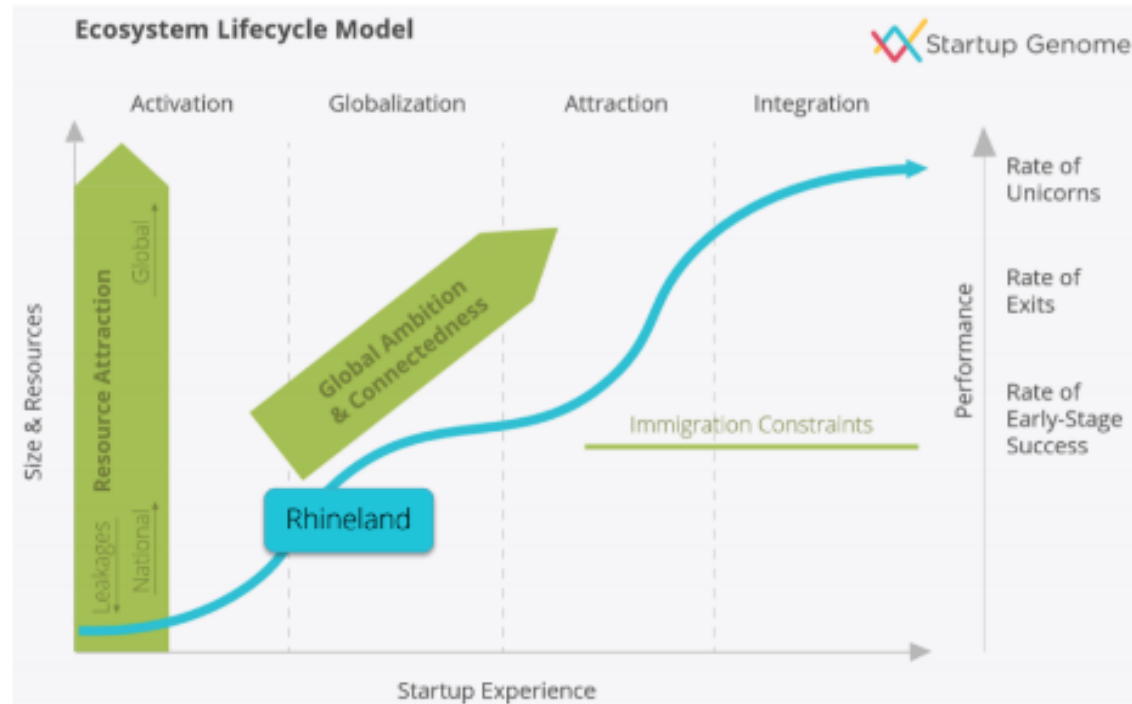 Ecosystem Lifecycle Model
Startup Genome
Activation
Globalization
Attraction
Integration
Size & Resources
Resource Attraction
Global
National
Leakages
Global Ambition
& Connectedness
Rhineland
Immigration Constraints
Performance
Rate of
Unicorns
Rate of
Exits
Rate of
Early-Stage
Success
Startup Experience